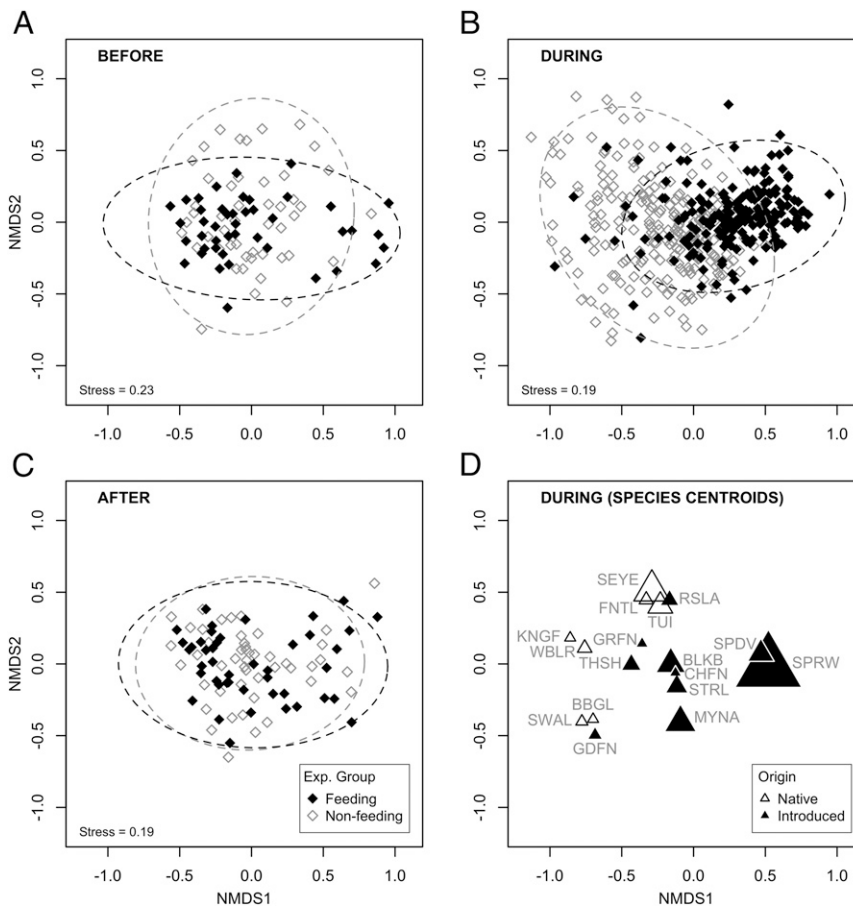 A
BEFORE
NMDS2
1.0
0.5
0.0
-0.5
-1.0
Stress = 0.23
-1.0 -0.5 0.0 0.5 1.0
B
DURING
1.0
0.5
0.0
-0.5
-1.0
Stress = 0.19
-1.0 -0.5 0.0 0.5 1.0
C
AFTER
NMDS2
1.0
0.5
0.0
-0.5
-1.0
Stress = 0.19
Exp. Group
Feeding
Non-feeding
-1.0 -0.5 0.0 0.5 1.0
NMDS1
D
DURING (SPECIES CENTROIDS)
1.0
0.5
0.0
-0.5
-1.0
SEYE
FNTL
RSLA
TUI
KNGF
WBLR
GRFN
THSH
BLKB
CHFN
STRL
SPDV
SPRW
BBGL
SWAL
GDFN
MYNA
Origin
Native
Introduced
-1.0 -0.5 0.0 0.5 1.0
NMDS1